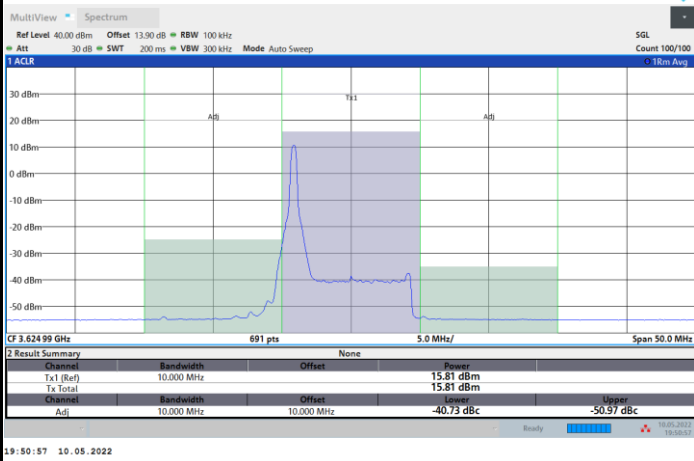 MultiView Spectrum
Ref Level 40.00 dBm Offset 13.90 dB RBW 100 kHz SGL
Att 30 dB SWT 200 ms VBW 300 kHz Mode Auto Sweep Count 100/100
1 ACLR 1Rm Avg
30 dBm
Tx1
20 dBm
Adj Adj
10 dBm
0 dBm
-10 dBm
-20 dBm
-30 dBm
-40 dBm
-50 dBm
CF 3.624 99 GHz 691 pts 5.0 MHz/ Span 50.0 MHz
2 Result Summary None
Channel Bandwidth Offset Power
Tx1 (Ref) 10.000 MHz 15.81 dBm
Tx Total 15.81 dBm
Channel Bandwidth Offset Lower Upper
Adj 10.000 MHz 10.000 MHz -40.73 dBc -50.97 dBc
Ready 10.05.2022
19:50:57
19:50:57 10.05.2022